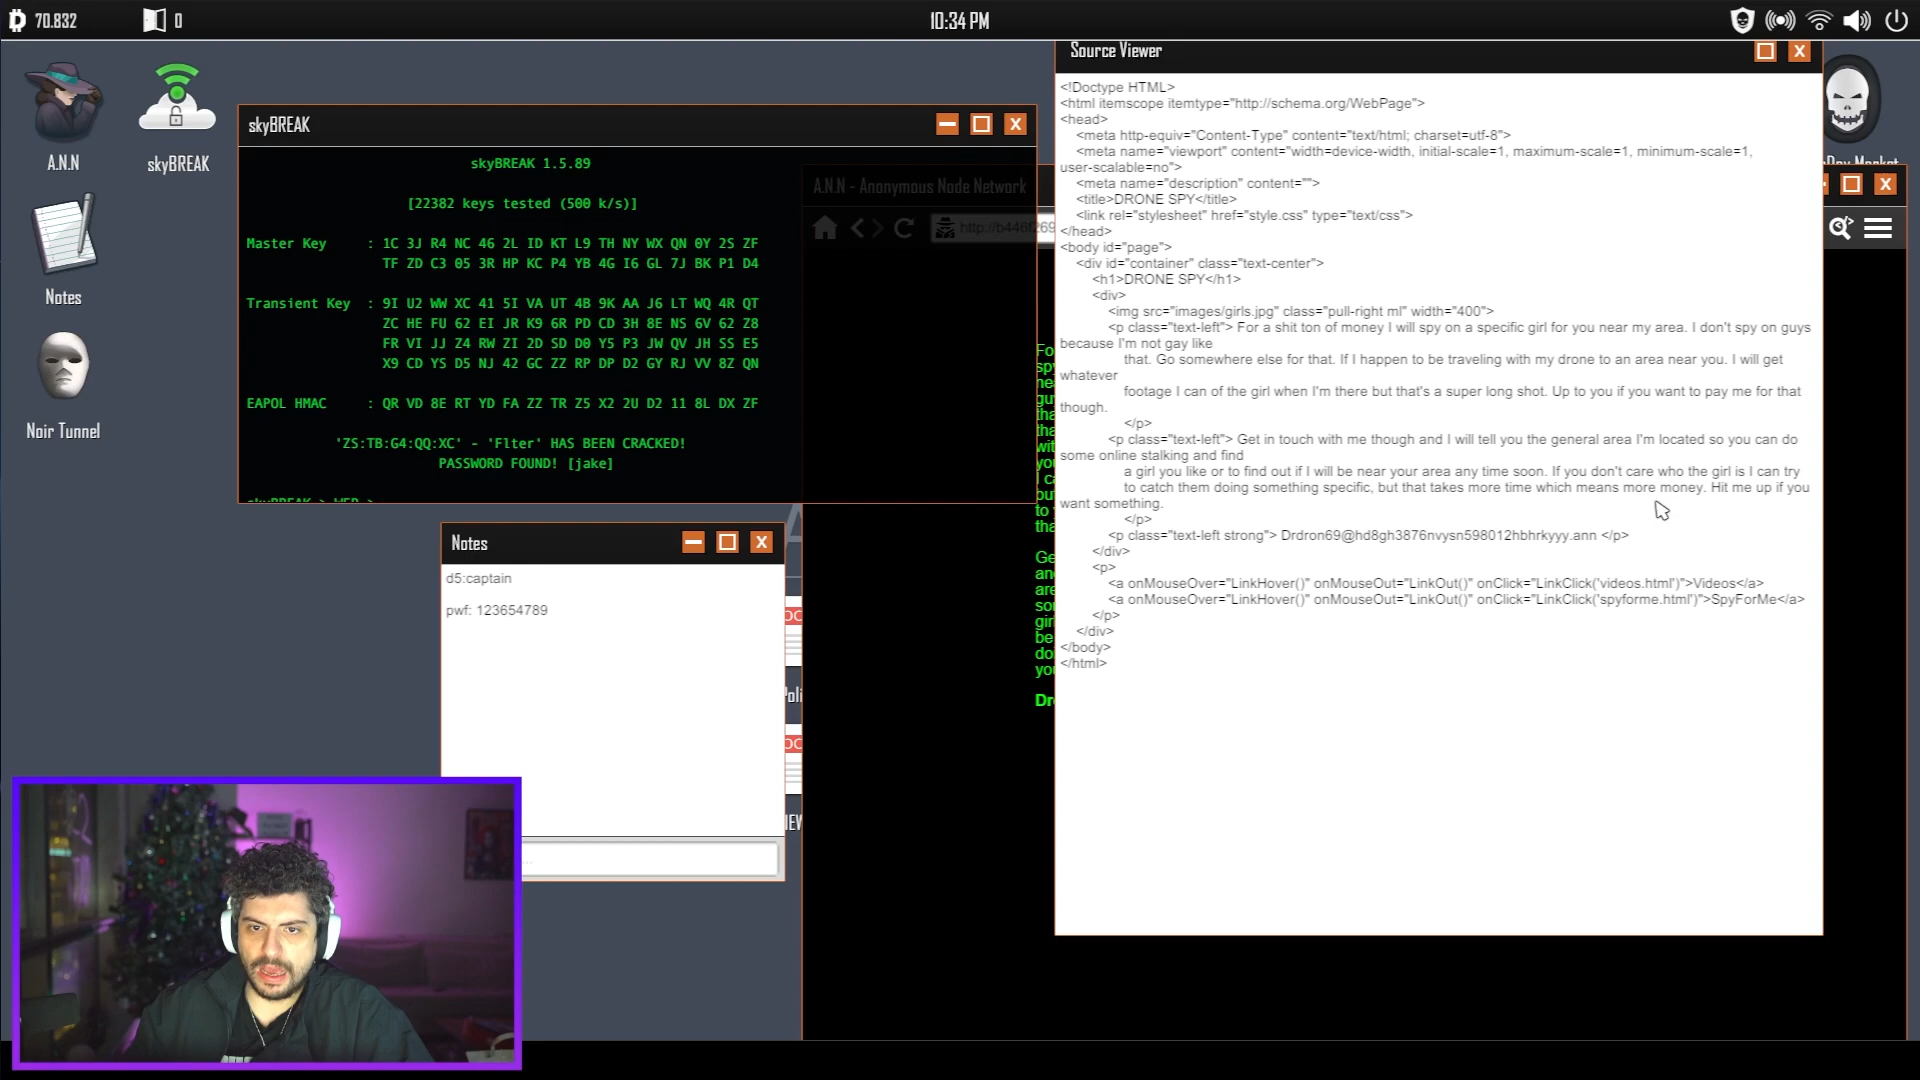 70.832
0
10:34 PM
A.N.N
skyBREAK
Notes
Noir Tunnel
skyBREAK
skyBREAK 1.5.89
[22382 keys tested (500 k/s)]
Master Key : 1C 3J R4 NC 46 2L ID KT L9 TH NY WX QN 0Y 2S ZF
TF ZD C3 05 3R HP KC P4 YB 4G I6 GL 7J BK P1 D4
Transient Key : 9I U2 WW XC 41 5I VA UT 4B 9K AA J6 LT WQ 4R QT
ZC HE FU 62 EI JR K9 6R PD CD 3H 8E NS 6V 62 Z8
FR VI JJ Z4 RW ZI 2D SD D0 Y5 P3 JW QV JH SS E5
X9 CD YS D5 NJ 42 GC ZZ RP DP D2 GY RJ VV 8Z QN
EAPOL HMAC : QR VD 8E RT YD FA ZZ TR Z5 X2 2U D2 11 8L DX ZF
'ZS:TB:G4:QQ:XC' - 'Flter' HAS BEEN CRACKED!
PASSWORD FOUND! [jake]
skyBREAK > WEP >
A.N.N - Anonymous Node Network
http://b446f269
Notes
d5:captain
pwf: 123654789
Source Viewer
<!Doctype HTML>
<html itemscope itemtype="http://schema.org/WebPage">
<head>
<meta http-equiv="Content-Type" content="text/html; charset=utf-8">
<meta name="viewport" content="width=device-width, initial-scale=1, maximum-scale=1, minimum-scale=1,
user-scalable=no">
<meta name="description" content="">
<title>DRONE SPY</title>
<link rel="stylesheet" href="style.css" type="text/css">
</head>
<body id="page">
<div id="container" class="text-center">
<h1>DRONE SPY</h1>
<div>
<img src="images/girls.jpg" class="pull-right ml" width="400">
<p class="text-left"> For a shit ton of money I will spy on a specific girl for you near my area. I don't spy on guys
because I'm not gay like
that. Go somewhere else for that. If I happen to be traveling with my drone to an area near you. I will get
whatever
footage I can of the girl when I'm there but that's a super long shot. Up to you if you want to pay me for that
though.
</p>
<p class="text-left"> Get in touch with me though and I will tell you the general area I'm located so you can do
some online stalking and find
a girl you like or to find out if I will be near your area any time soon. If you don't care who the girl is I can try
to catch them doing something specific, but that takes more time which means more money. Hit me up if you
want something.
</p>
<p class="text-left strong"> Drdron69@hd8gh3876nvysn598012hbhrkyyy.ann </p>
</div>
<p>
<a onMouseOver="LinkHover()" onMouseOut="LinkOut()" onClick="LinkClick('videos.html')">Videos</a>
<a onMouseOver="LinkHover()" onMouseOut="LinkOut()" onClick="LinkClick('spyforme.html')">SpyForMe</a>
</p>
</div>
</body>
</html>